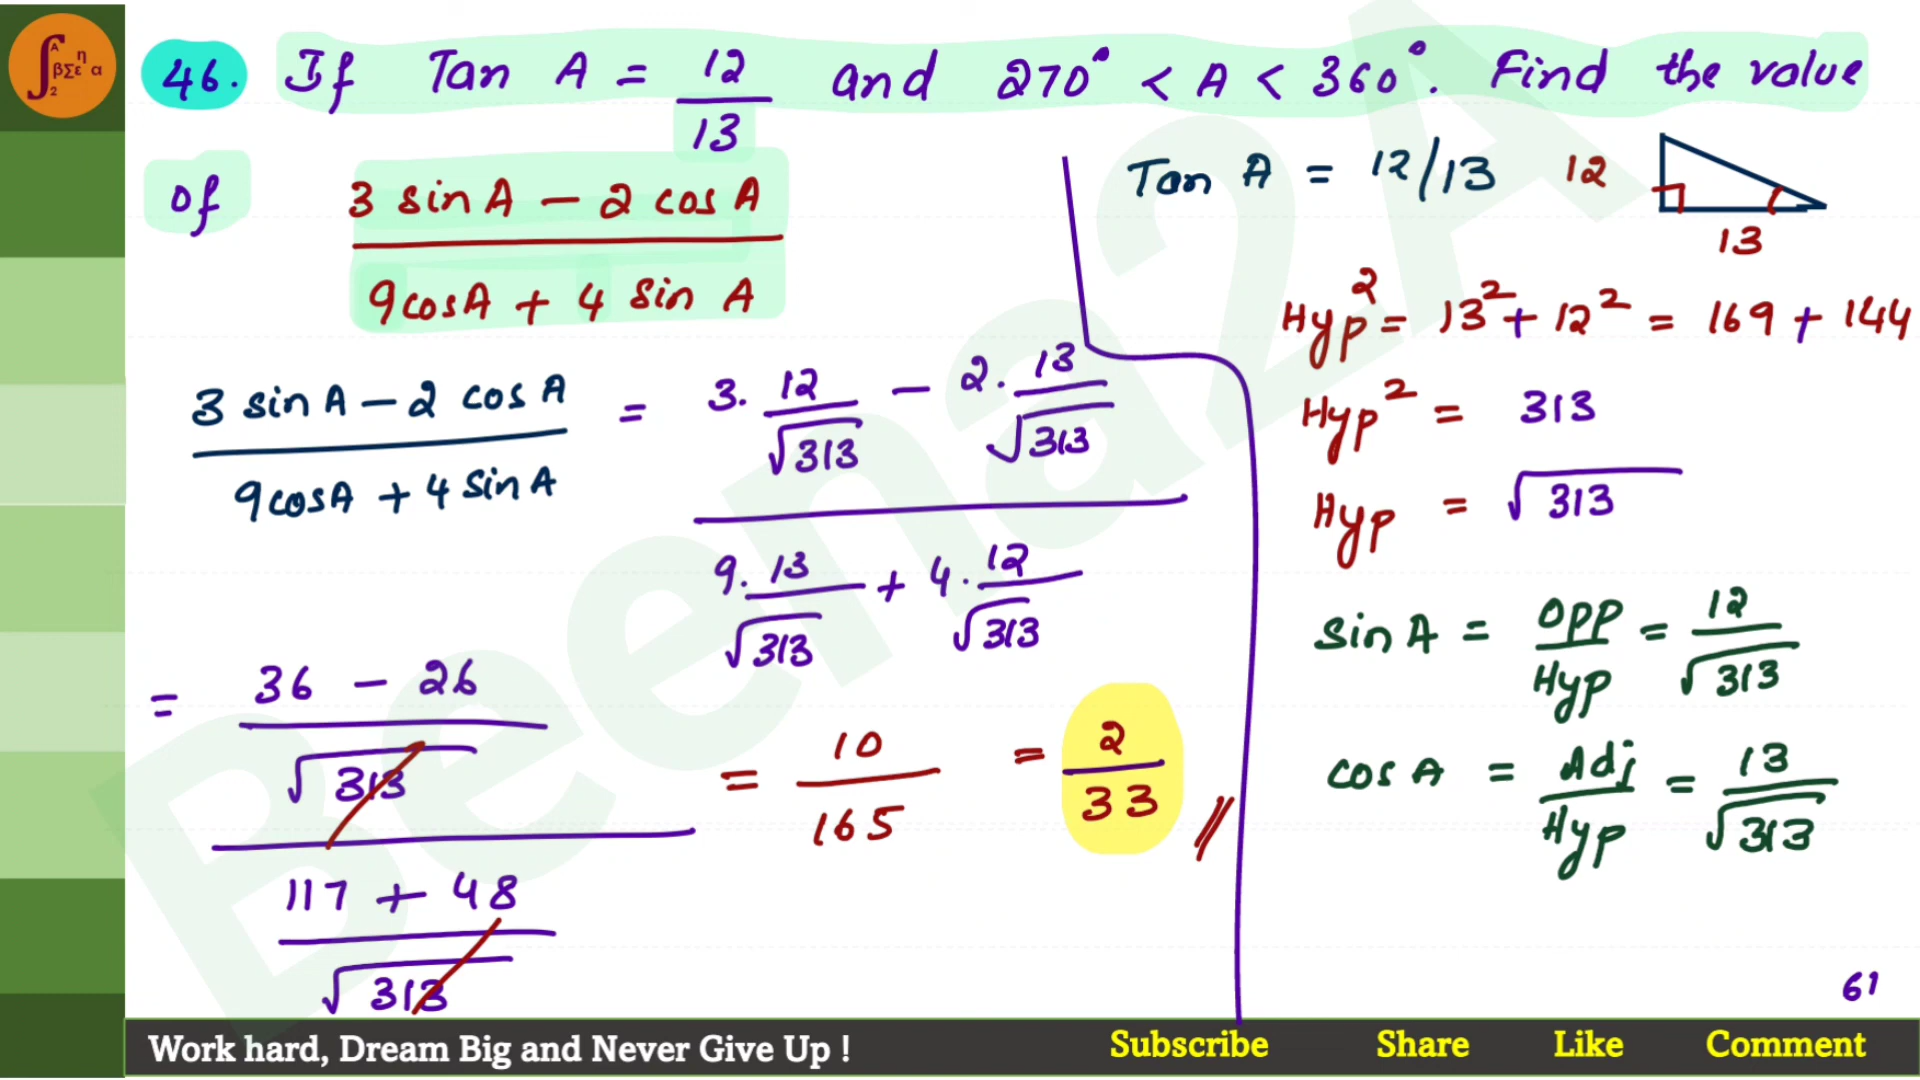 46. If Tan A = 12/13 and 270° < A < 360°. Find the value
of (3 sin A − 2 cos A)/(9 cos A + 4 sin A)
Tan A = 12/13
12
13
Hyp² = 13² + 12² = 169 + 144
Hyp² = 313
Hyp = √313
sin A = Opp/Hyp = 12/√313
cos A = Adj/Hyp = 13/√313
(3 sin A − 2 cos A)/(9 cos A + 4 sin A) = (3. 12/√313 − 2. 13/√313)/(9. 13/√313 + 4. 12/√313)
= ((36 − 26)/√313)/((117 + 48)/√313) = 10/165 = 2/33 //
61
Beena2A
Work hard, Dream Big and Never Give Up !
Subscribe Share Like Comment